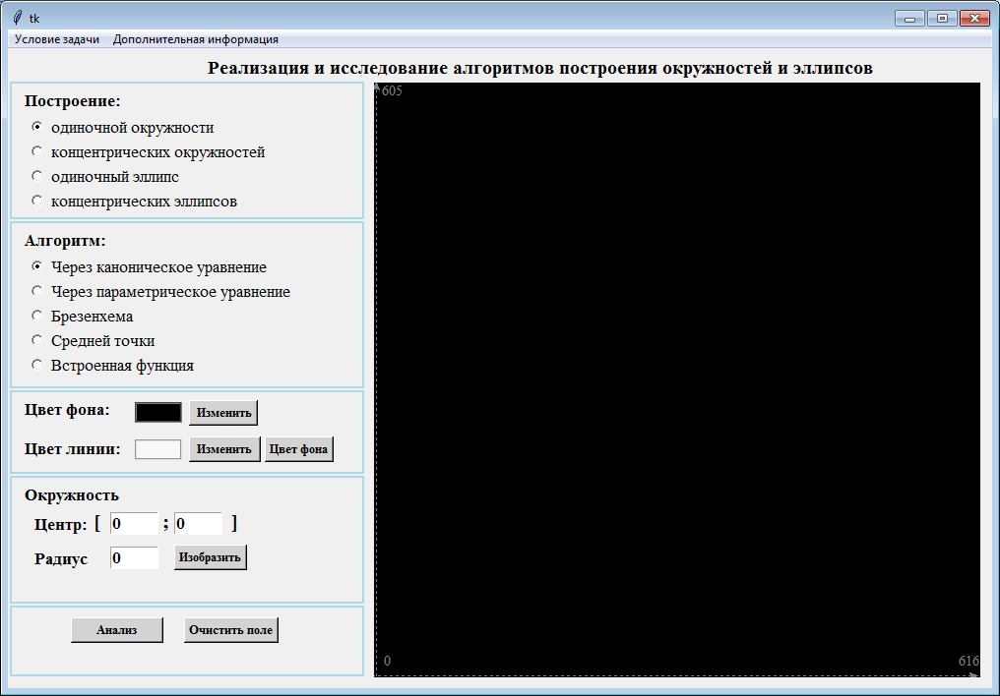 tk
Условие задачи Дополнительная информация
Реализация и исследование алгоритмов построения окружностей и эллипсов
Построение:
одиночной окружности
концентрических окружностей
одиночный эллипс
концентрических эллипсов
Алгоритм:
Через каноническое уравнение
Через параметрическое уравнение
Брезенхема
Средней точки
Встроенная функция
Цвет фона: Изменить
Цвет линии: Изменить Цвет фона
Окружность
Центр: [ 0 ; 0 ]
Радиус 0 Изобразить
Анализ Очистить поле
605
0 616